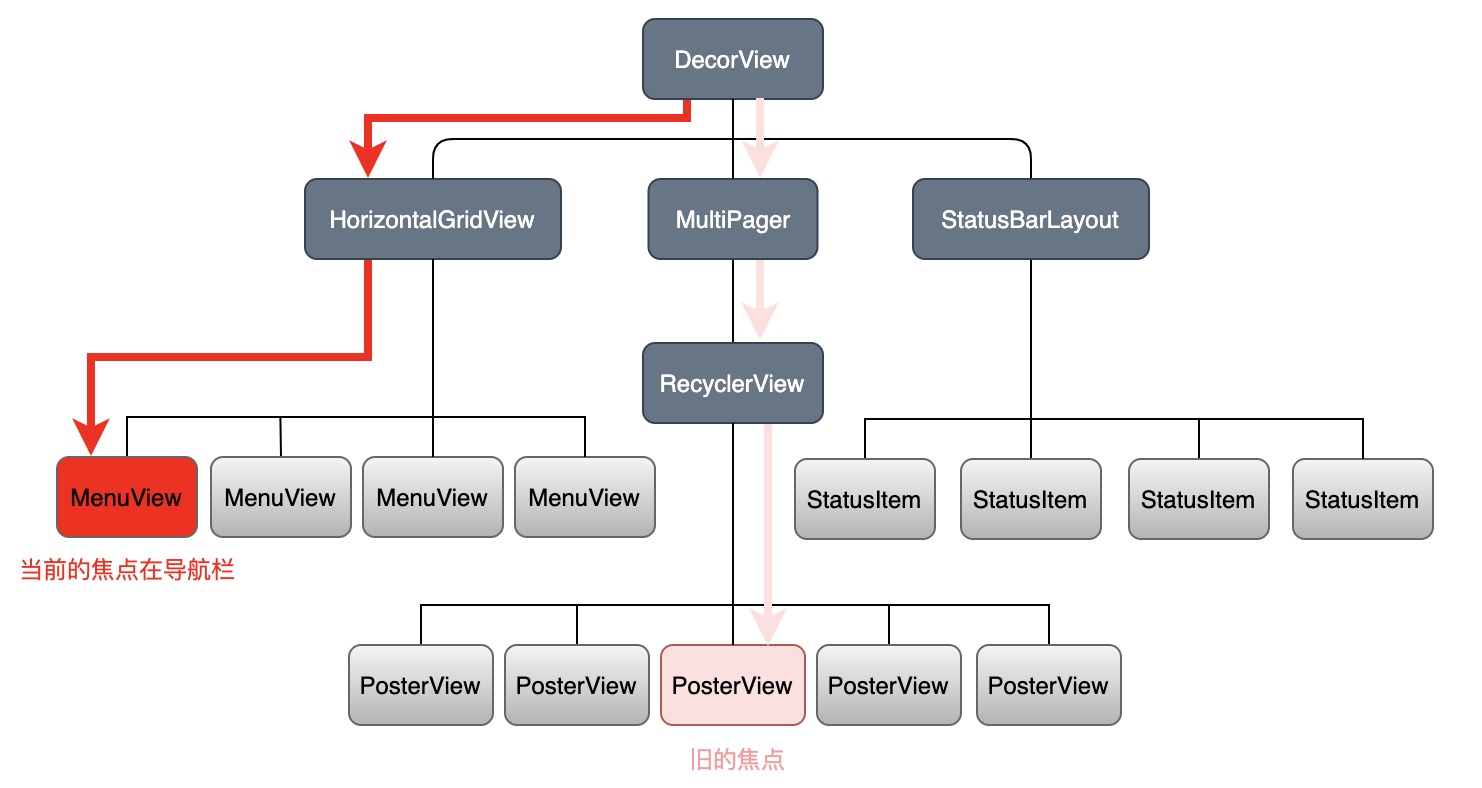 DecorView
HorizontalGridView
MultiPager
StatusBarLayout
RecyclerView
MenuView
MenuView
MenuView
MenuView
StatusItem
StatusItem
StatusItem
StatusItem
当前的焦点在导航栏
PosterView
PosterView
PosterView
PosterView
PosterView
旧的焦点